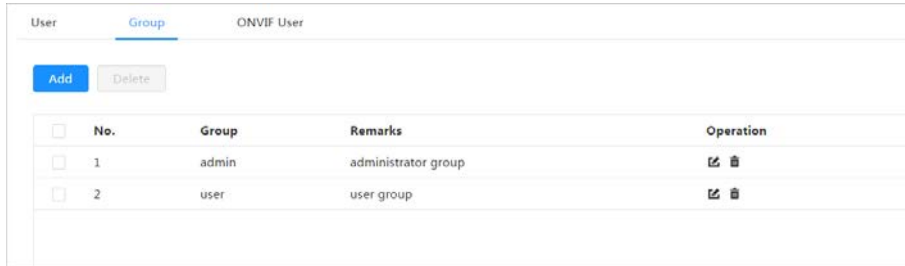 User Group ONVIF User
Add Delete
No. Group Remarks Operation
1 admin administrator group
2 user user group